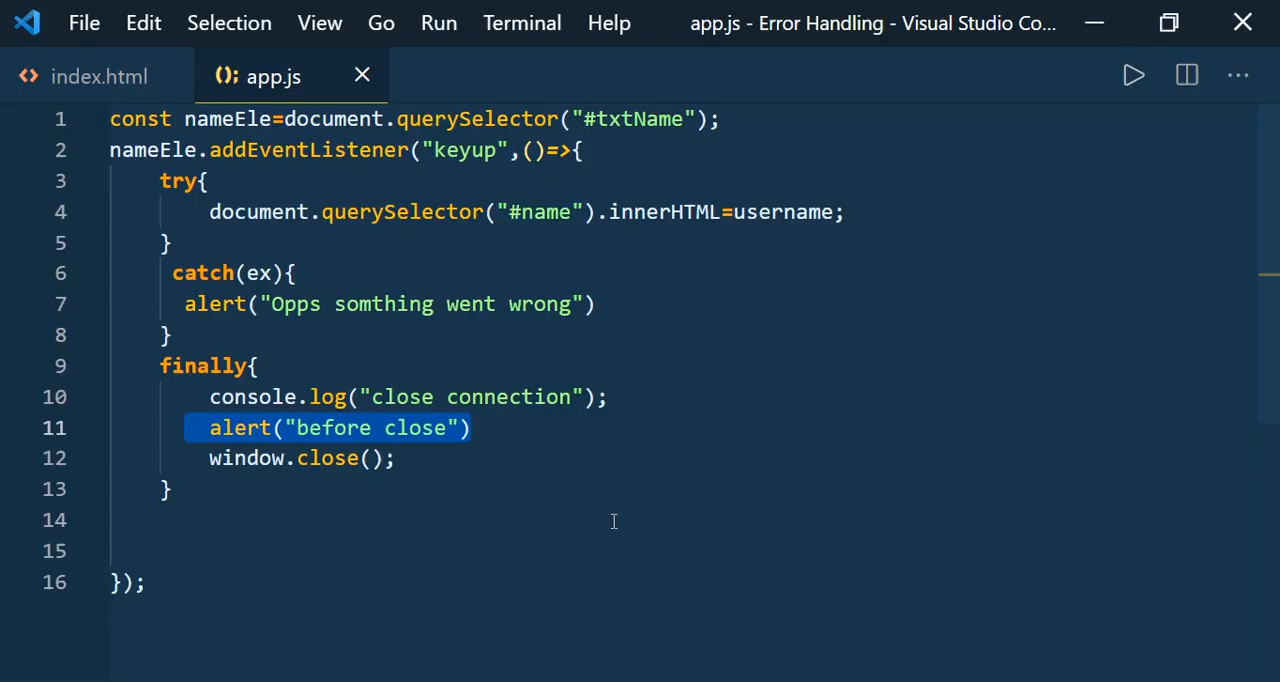 File Edit Selection View Go Run Terminal Help app.js - Error Handling - Visual Studio Co...
index.html app.js
1 const nameEle=document.querySelector("#txtName");
2 nameEle.addEventListener("keyup",()=>{
3 try{
4 document.querySelector("#name").innerHTML=username;
5 }
6 catch(ex){
7 alert("Opps somthing went wrong")
8 }
9 finally{
10 console.log("close connection");
11 alert("before close")
12 window.close();
13 }
14
15
16 });